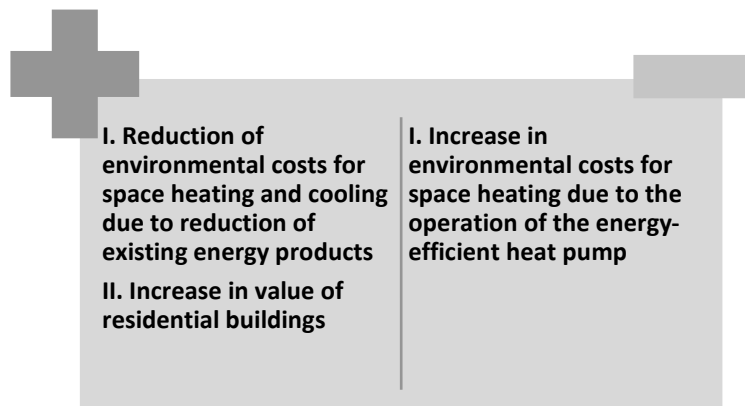 I. Reduction of
environmental costs for
space heating and cooling
due to reduction of
existing energy products
II. Increase in value of
residential buildings
I. Increase in
environmental costs for
space heating due to the
operation of the energy-
efficient heat pump